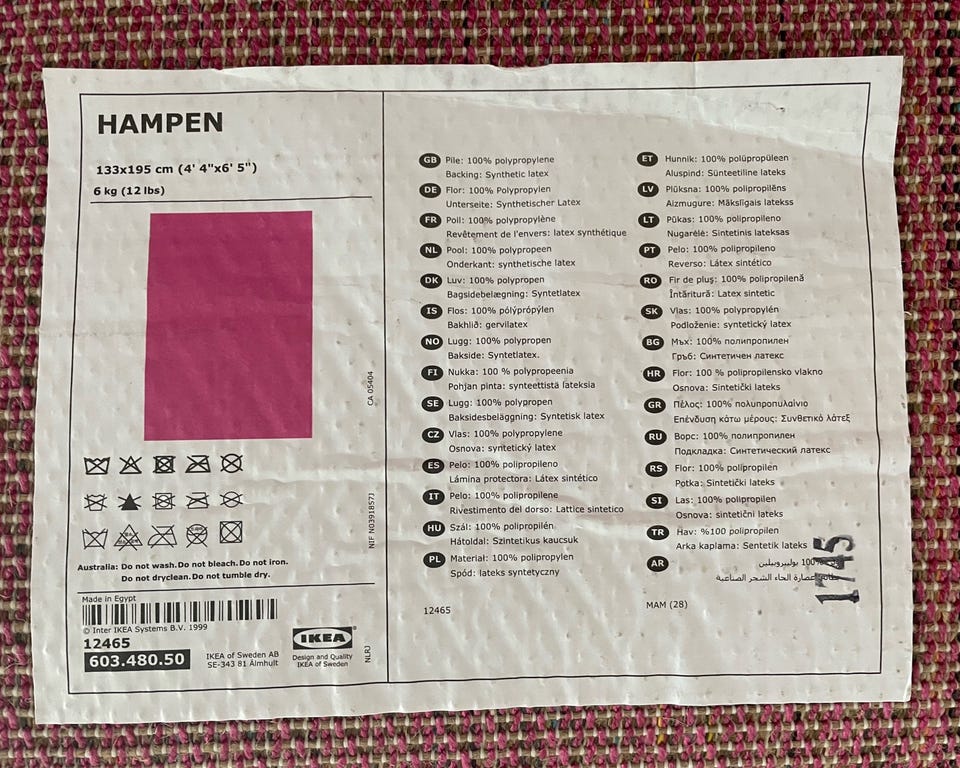 HAMPEN
133x195 cm (4' 4"x6' 5")
6 kg (12 lbs)
CA 05404
NIF N0391857J
Australia: Do not wash. Do not bleach. Do not iron.
Do not dryclean. Do not tumble dry.
Made in Egypt
© Inter IKEA Systems B.V. 1999
12465
603.480.50
IKEA of Sweden AB
SE-343 81 Älmhult
IKEA®
Design and Quality
IKEA of Sweden
NLRJ
GB Pile: 100% polypropylene
Backing: Synthetic latex
DE Flor: 100% Polypropylen
Unterseite: Synthetischer Latex
FR Poil: 100% polypropylène
Revêtement de l'envers: latex synthétique
NL Pool: 100% polypropeen
Onderkant: synthetische latex
DK Luv: 100% polypropen
Bagsidebelægning: Syntetlatex
IS Flos: 100% pólýprópýlen
Bakhlið: gervilatex
NO Lugg: 100% polypropen
Bakside: Syntetlatex.
FI Nukka: 100 % polypropeenia
Pohjan pinta: synteettistä lateksia
SE Lugg: 100% polypropen
Baksidesbeläggning: Syntetisk latex
CZ Vlas: 100% polypropylene
Osnova: syntetický latex
ES Pelo: 100% polipropileno
Lámina protectora: Látex sintético
IT Pelo: 100% polipropilene
Rivestimento del dorso: Lattice sintetico
HU Szál: 100% polipropilén
Hátoldal: Szintetikus kaucsuk
PL Materiał: 100% polipropylen
Spód: lateks syntetyczny
12465
ET Hunnik: 100% polüpropüleen
Aluspind: Sünteetiline lateks
LV Plūksna: 100% polipropilēns
Aizmugure: Mākslīgais latekss
LT Pūkas: 100% polipropileno
Nugarėlė: Sintetinis lateksas
PT Pelo: 100% polipropileno
Reverso: Látex sintético
RO Fir de pluş: 100% polipropilenă
Întăritură: Latex sintetic
SK Vlas: 100% polypropylén
Podloženie: syntetický latex
BG Мъх: 100% полипропилен
Гръб: Синтетичен латекс
HR Flor: 100 % polipropilensko vlakno
Osnova: Sintetički lateks
GR Πέλος: 100% πολυπροπυλαίνιο
Επένδυση κάτω μέρους: Συνθετικό λάτεξ
RU Ворс: 100% полипропилен
Подкладка: Синтетический латекс
RS Flor: 100% polipropilen
Potka: Sintetički lateks
SI Las: 100% polipropilen
Osnova: sintetični lateks
TR Hav: %100 polipropilen
Arka kaplama: Sentetik lateks
AR 100% بوليبروبيلين
عصارة لحاء الشجر الصناعية
MAM (28)
1745